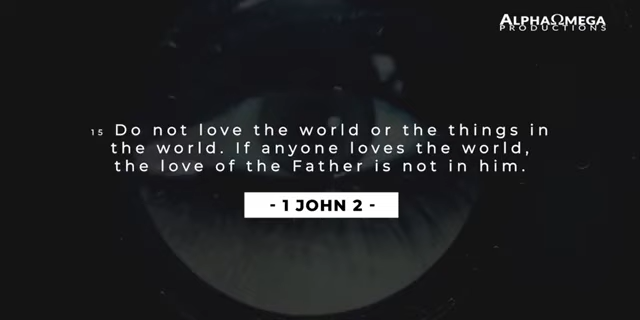 AlphaΩmega
PRODUCTIONS
15 Do not love the world or the things in
the world. If anyone loves the world,
the love of the Father is not in him.
- 1 JOHN 2 -